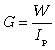 G = W / I_p